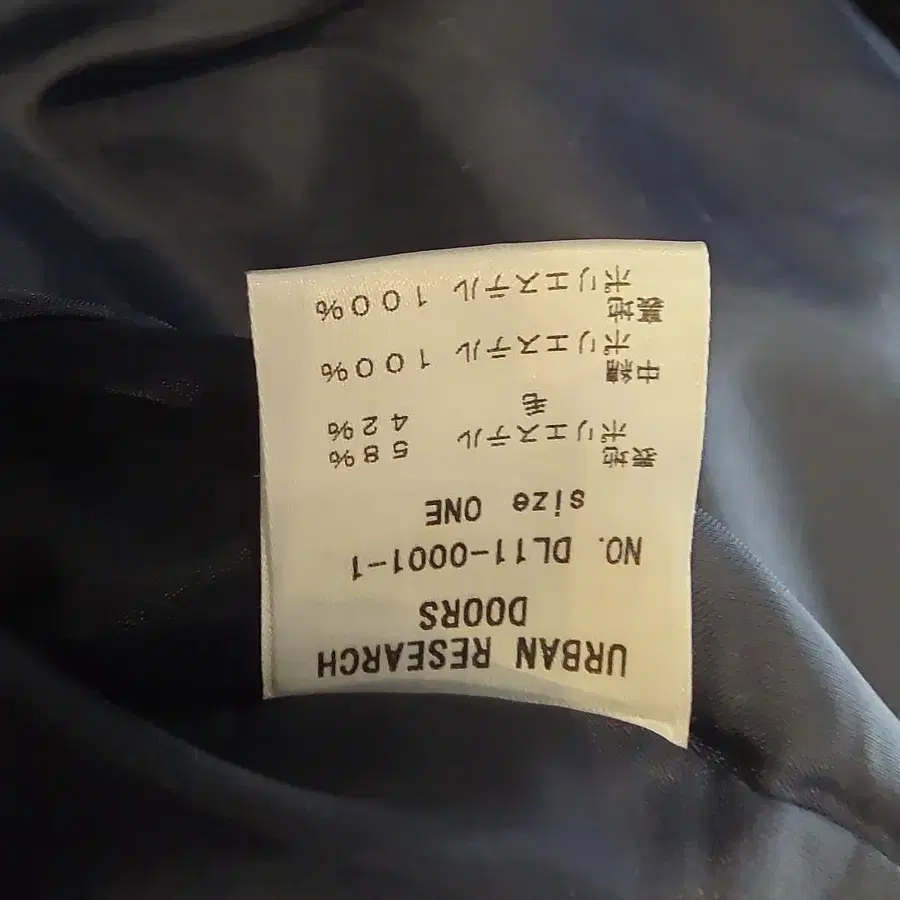 URBAN RESEARCH
DOORS
NO. DL11-0001-1
size ONE
表地
ポリエステル 58%
毛 42%
中綿
ポリエステル 100%
裏地
ポリエステル 100%